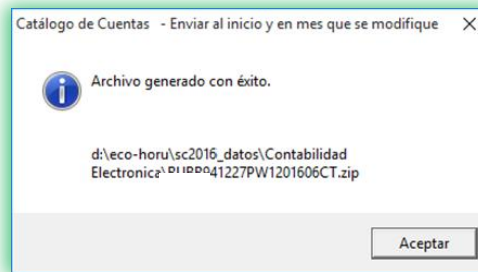 Catálogo de Cuentas - Enviar al inicio y en mes que se modifique
Archivo generado con éxito.
d:\eco-horu\sc2016_datos\Contabilidad
Electronica\
Aceptar